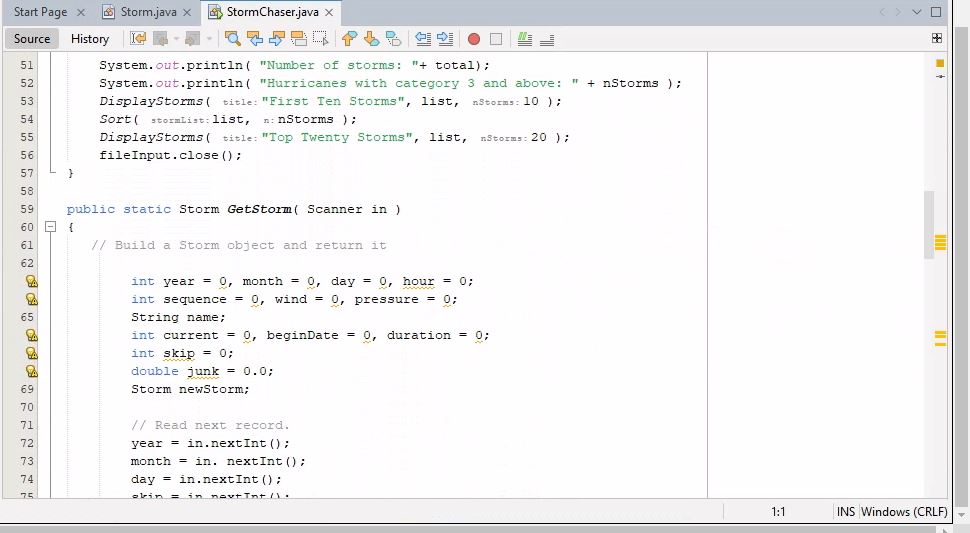 Start Page Storm.java StormChaser.java
Source History
51 System.out.println( "Number of storms: "+ total);
52 System.out.println( "Hurricanes with category 3 and above: " + nStorms );
53 DisplayStorms( title: "First Ten Storms", list, nStorms: 10 );
54 Sort( stormList: list, n: nStorms );
55 DisplayStorms( title: "Top Twenty Storms", list, nStorms: 20 );
56 fileInput.close();
57 }
58
59 public static Storm GetStorm( Scanner in )
60 {
61 // Build a Storm object and return it
62
int year = 0, month = 0, day = 0, hour = 0;
int sequence = 0, wind = 0, pressure = 0;
65 String name;
int current = 0, beginDate = 0, duration = 0;
int skip = 0;
double junk = 0.0;
69 Storm newStorm;
70
71 // Read next record.
72 year = in.nextInt();
73 month = in. nextInt();
74 day = in.nextInt();
75 skip = in.nextInt();
1:1 INS Windows (CRLF)